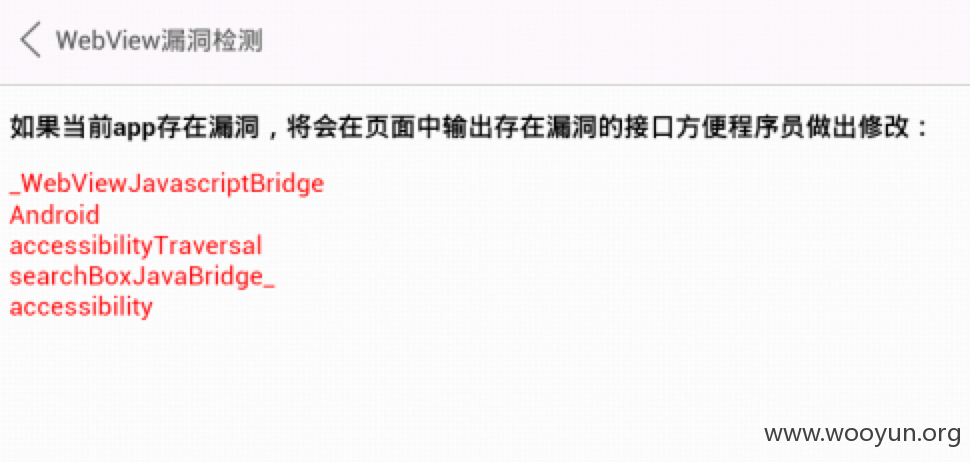 WebView漏洞检测
如果当前app存在漏洞，将会在页面中输出存在漏洞的接口方便程序员做出修改：
_WebViewJavascriptBridge
Android
accessibilityTraversal
searchBoxJavaBridge_
accessibility
www.wooyun.org